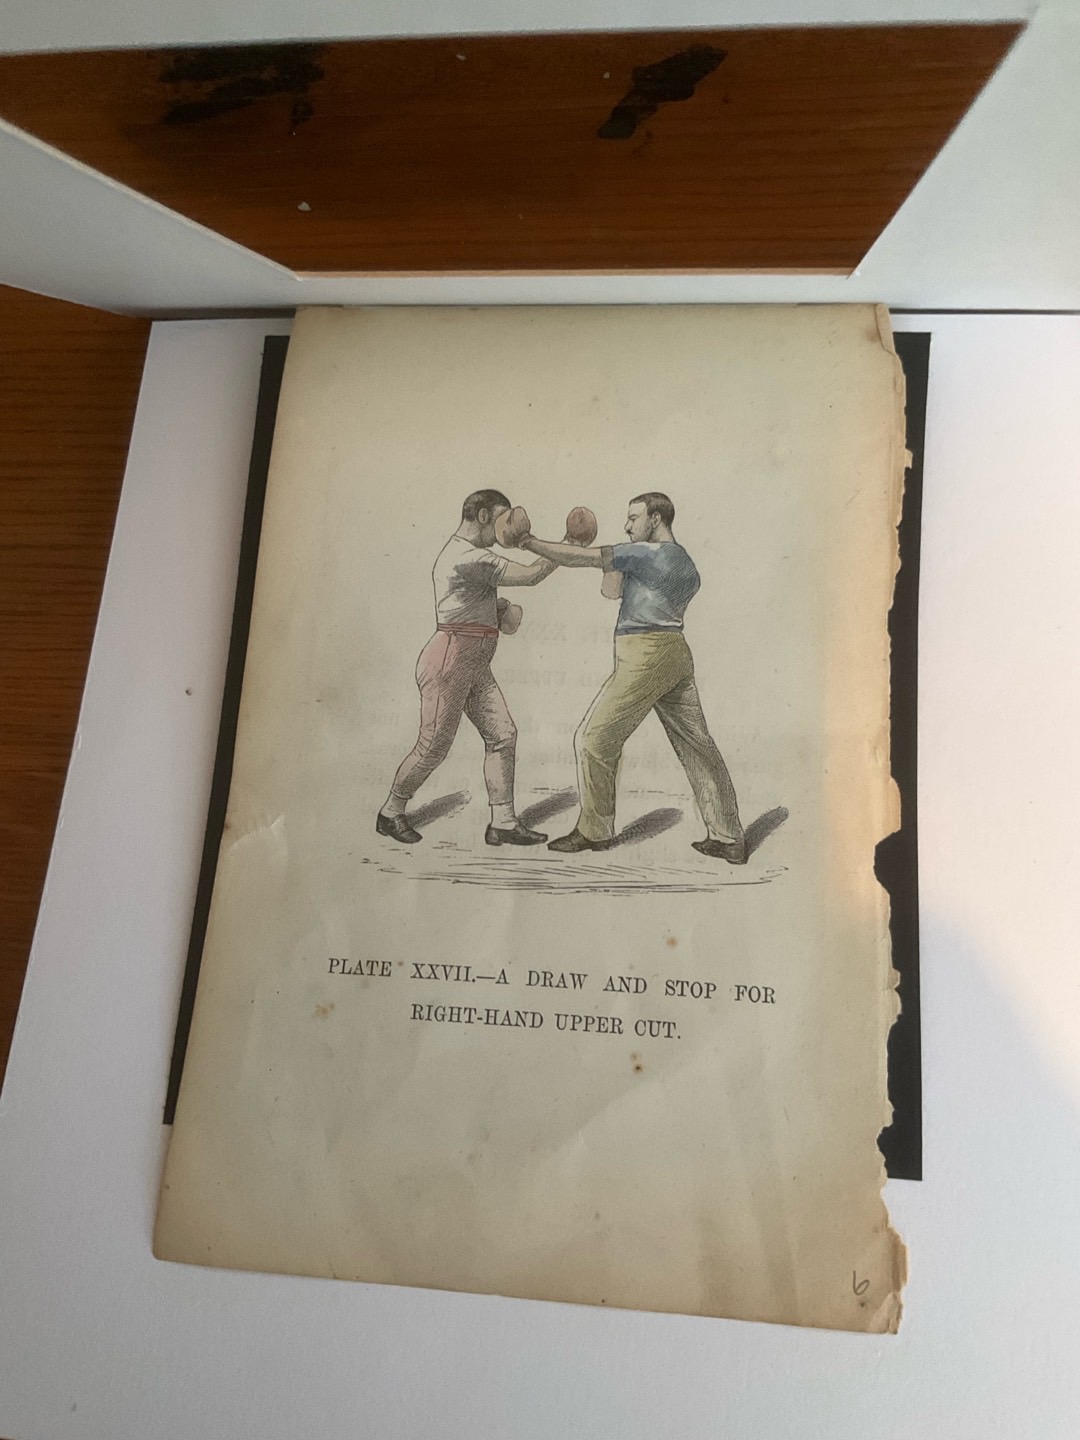 PLATE XXVII.—A DRAW AND STOP FOR
RIGHT-HAND UPPER CUT.
6